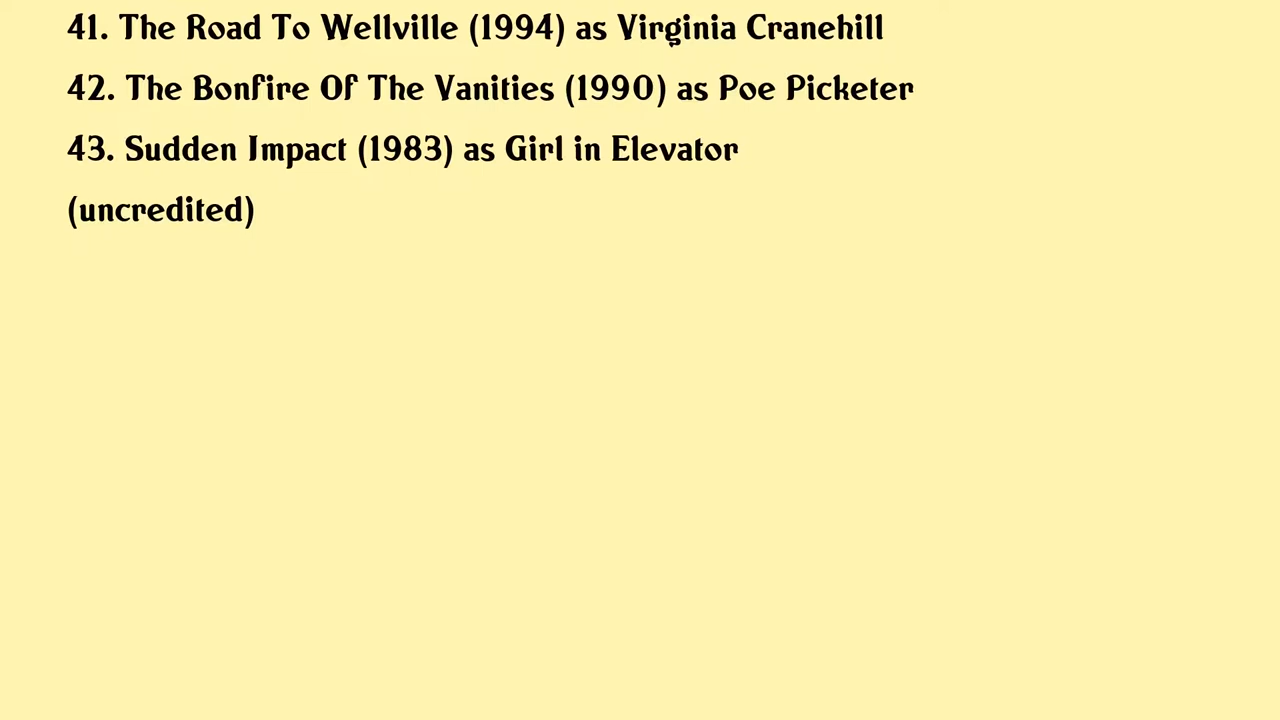 41. The Road To Wellville (1994) as Virginia Cranehill
42. The Bonfire Of The Vanities (1990) as Poe Picketer
43. Sudden Impact (1983) as Girl in Elevator
(uncredited)